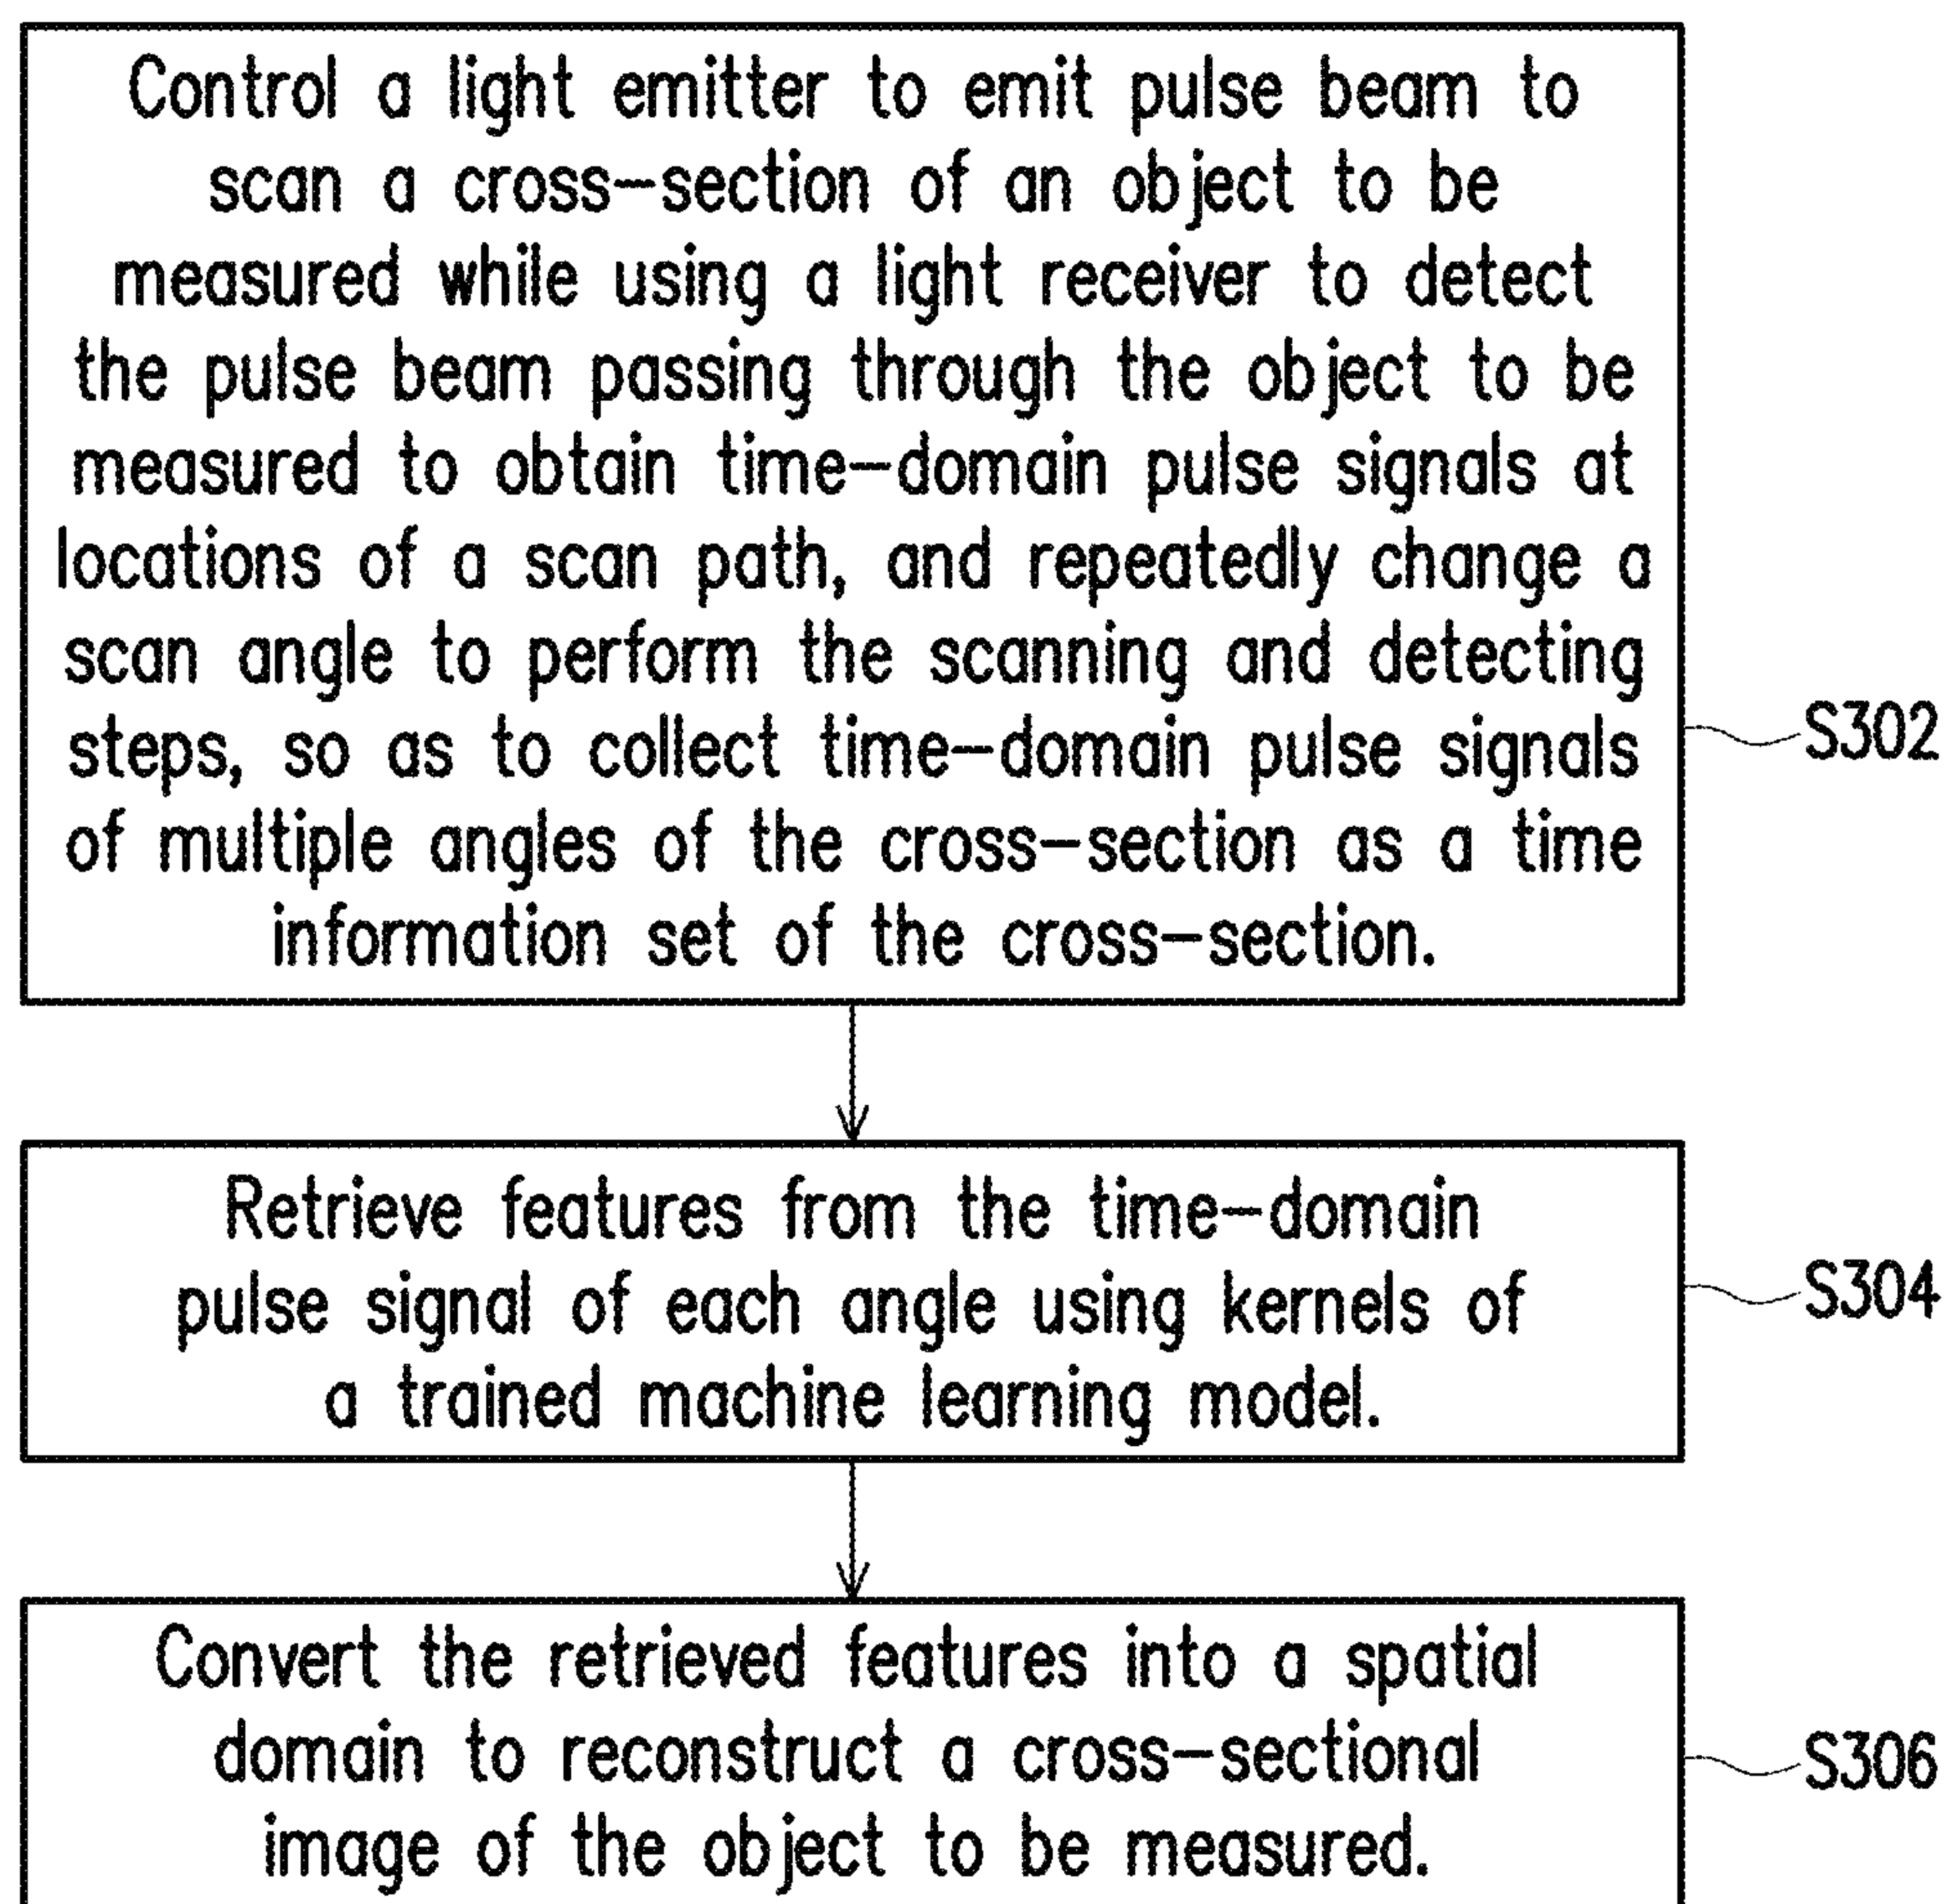 Control a light emitter to emit pulse beam to
scan a cross-section of an object to be
measured while using a light receiver to detect
the pulse beam passing through the object to be
measured to obtain time-domain pulse signals at
locations of a scan path, and repeatedly change a
scan angle to perform the scanning and detecting
steps, so as to collect time-domain pulse signals
of multiple angles of the cross-section as a time
information set of the cross-section.
S302
Retrieve features from the time-domain
pulse signal of each angle using kernels of
a trained machine learning model.
S304
Convert the retrieved features into a spatial
domain to reconstruct a cross-sectional
image of the object to be measured.
S306